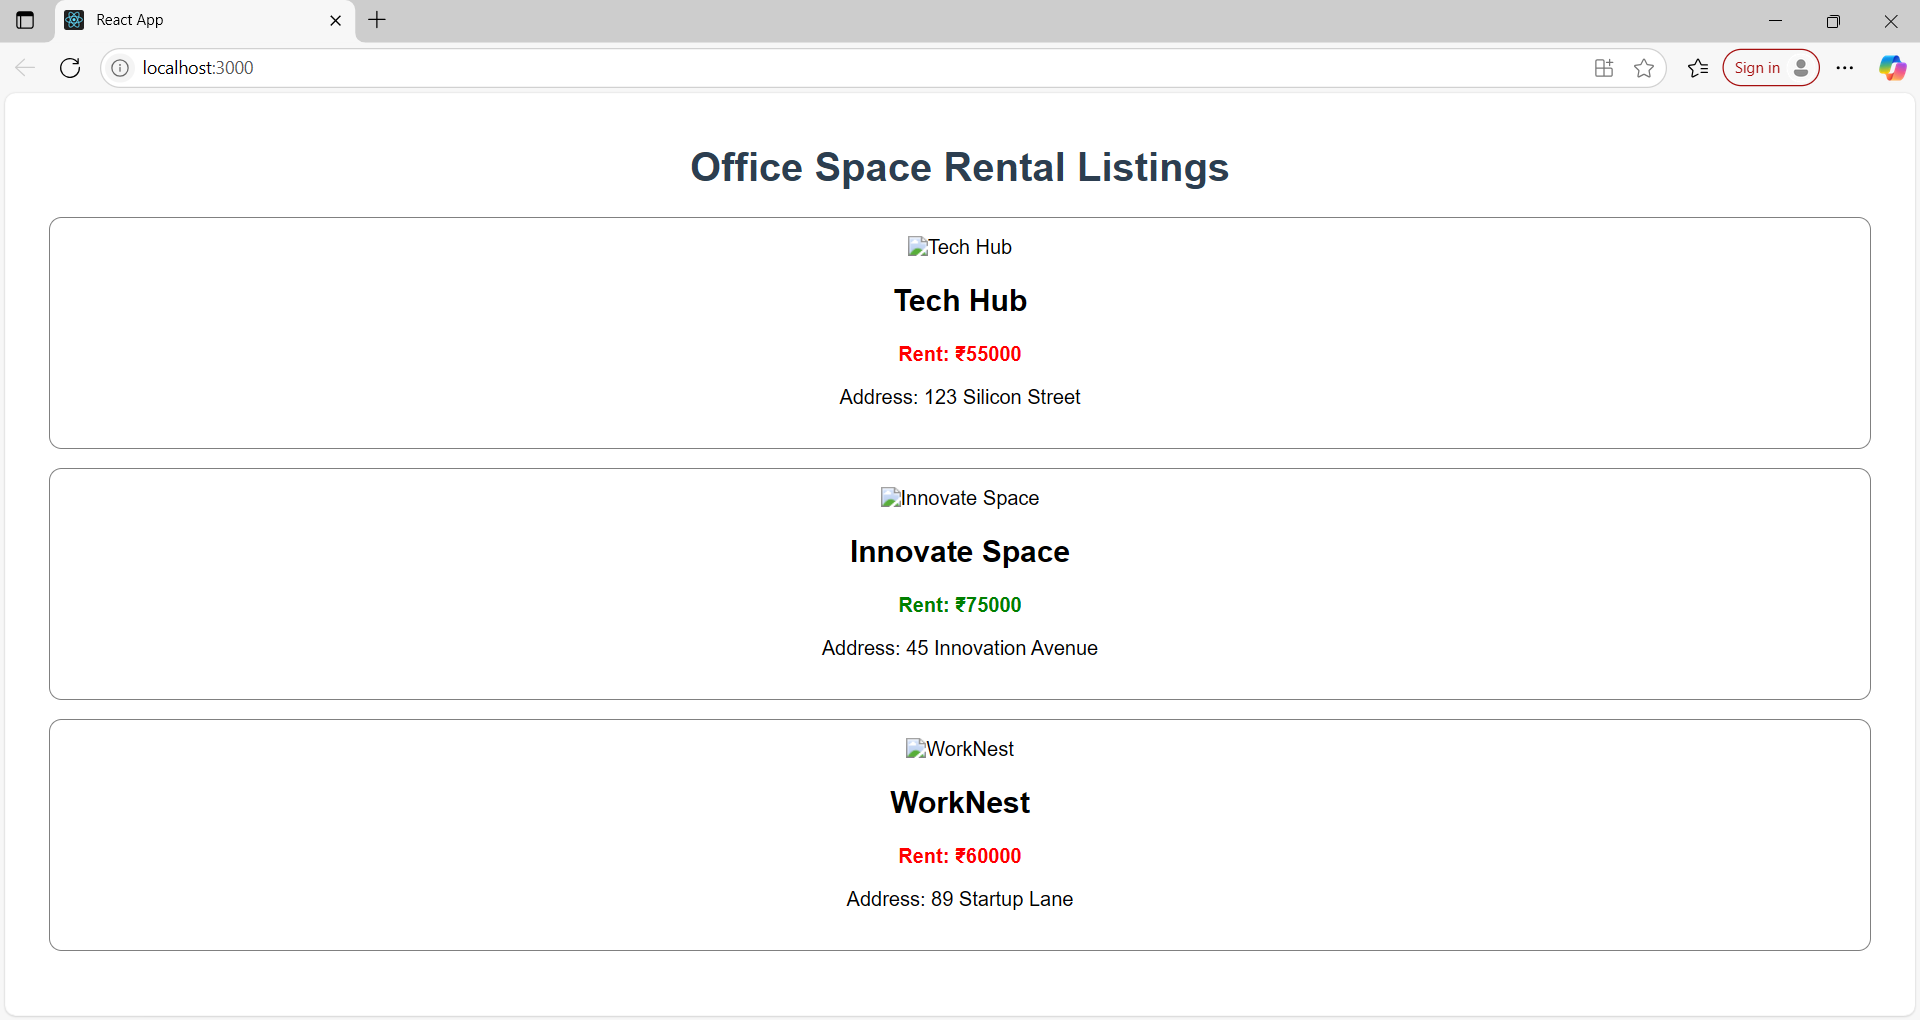 React App
localhost:3000
Sign in
Office Space Rental Listings
Tech Hub
Tech Hub
Rent: ₹55000
Address: 123 Silicon Street
Innovate Space
Innovate Space
Rent: ₹75000
Address: 45 Innovation Avenue
WorkNest
WorkNest
Rent: ₹60000
Address: 89 Startup Lane